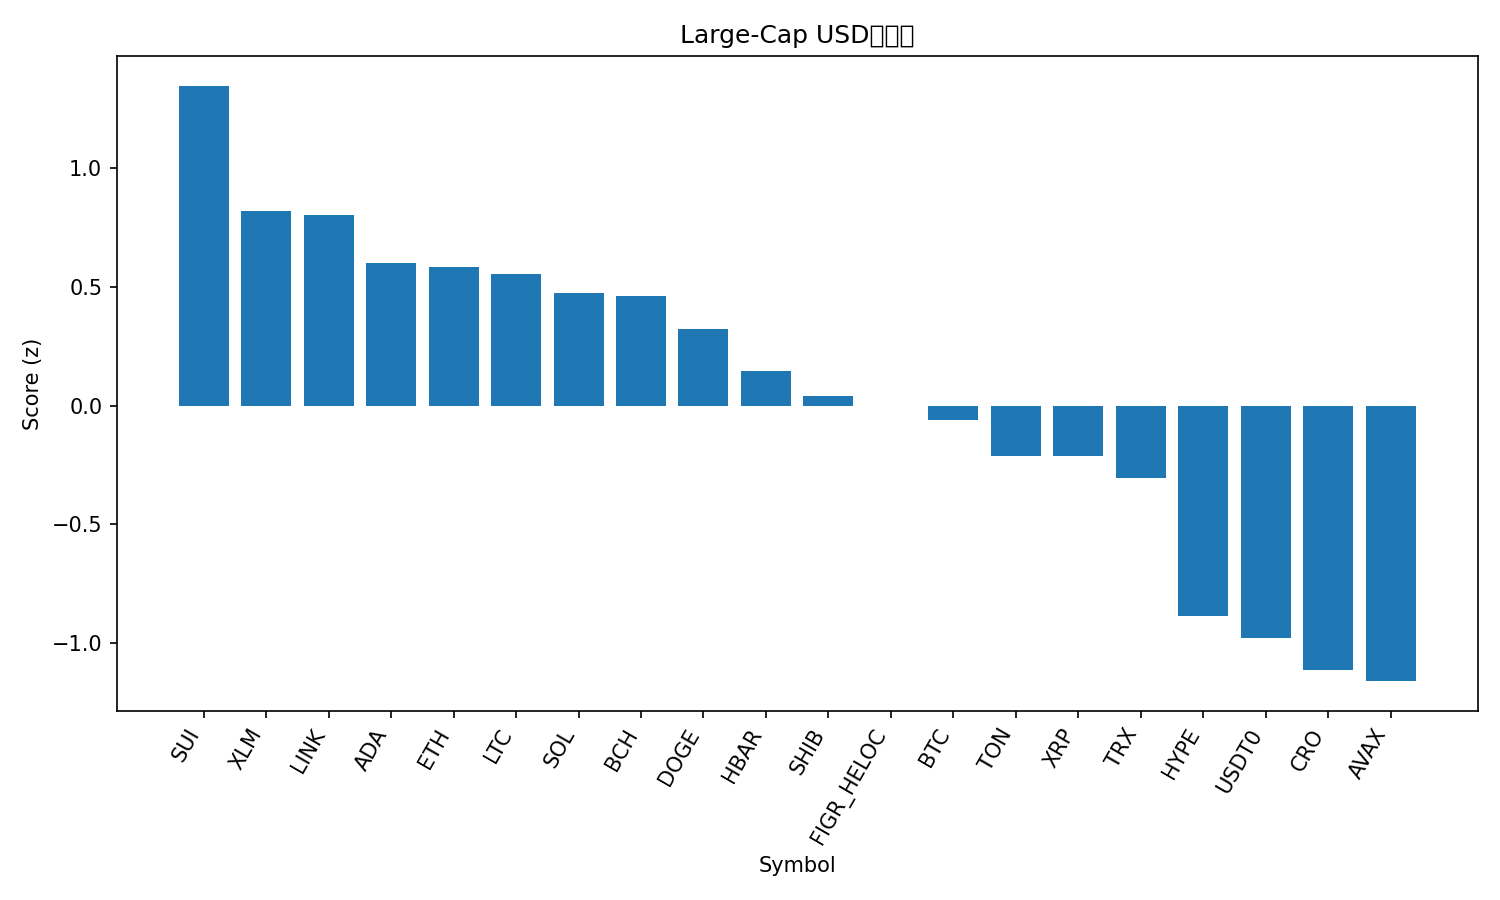 Large-Cap USD
Score (z)
1.0
0.5
0.0
−0.5
−1.0
SUI
XLM
LINK
ADA
ETH
LTC
SOL
BCH
DOGE
HBAR
SHIB
FIGR_HELOC
BTC
TON
XRP
TRX
HYPE
USDT0
CRO
AVAX
Symbol